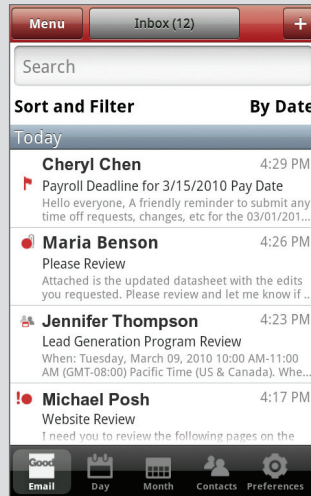 Menu Inbox (12) +
Search
Sort and Filter By Date
Today
Cheryl Chen 4:29 PM
Payroll Deadline for 3/15/2010 Pay Date
Hello everyone, A friendly reminder to submit any
time off requests, changes, etc for the 03/01/201...
Maria Benson 4:26 PM
Please Review
Attached is the updated datasheet with the edits
you requested. Please review and let me know if ..
Jennifer Thompson 4:23 PM
Lead Generation Program Review
When: Tuesday, March 09, 2010 10:00 AM-11:00
AM (GMT-08:00) Pacific Time (US & Canada). Whe...
Michael Posh 4:17 PM
Website Review
I need you to review the following pages on the
Good
Email Day Month Contacts Preferences